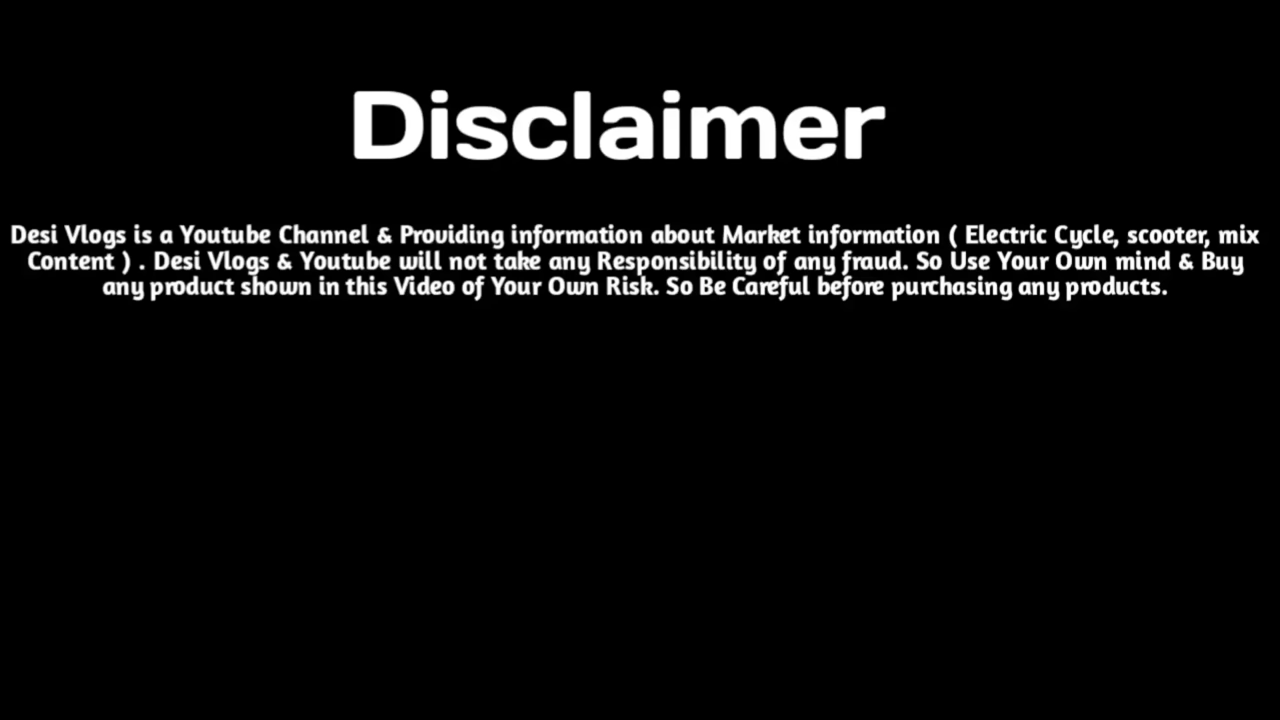 Disclaimer
Desi Vlogs is a Youtube Channel & Providing information about Market information ( Electric Cycle, scooter, mix
Content ) . Desi Vlogs & Youtube will not take any Responsibility of any fraud. So Use Your Own mind & Buy
any product shown in this Video of Your Own Risk. So Be Careful before purchasing any products.